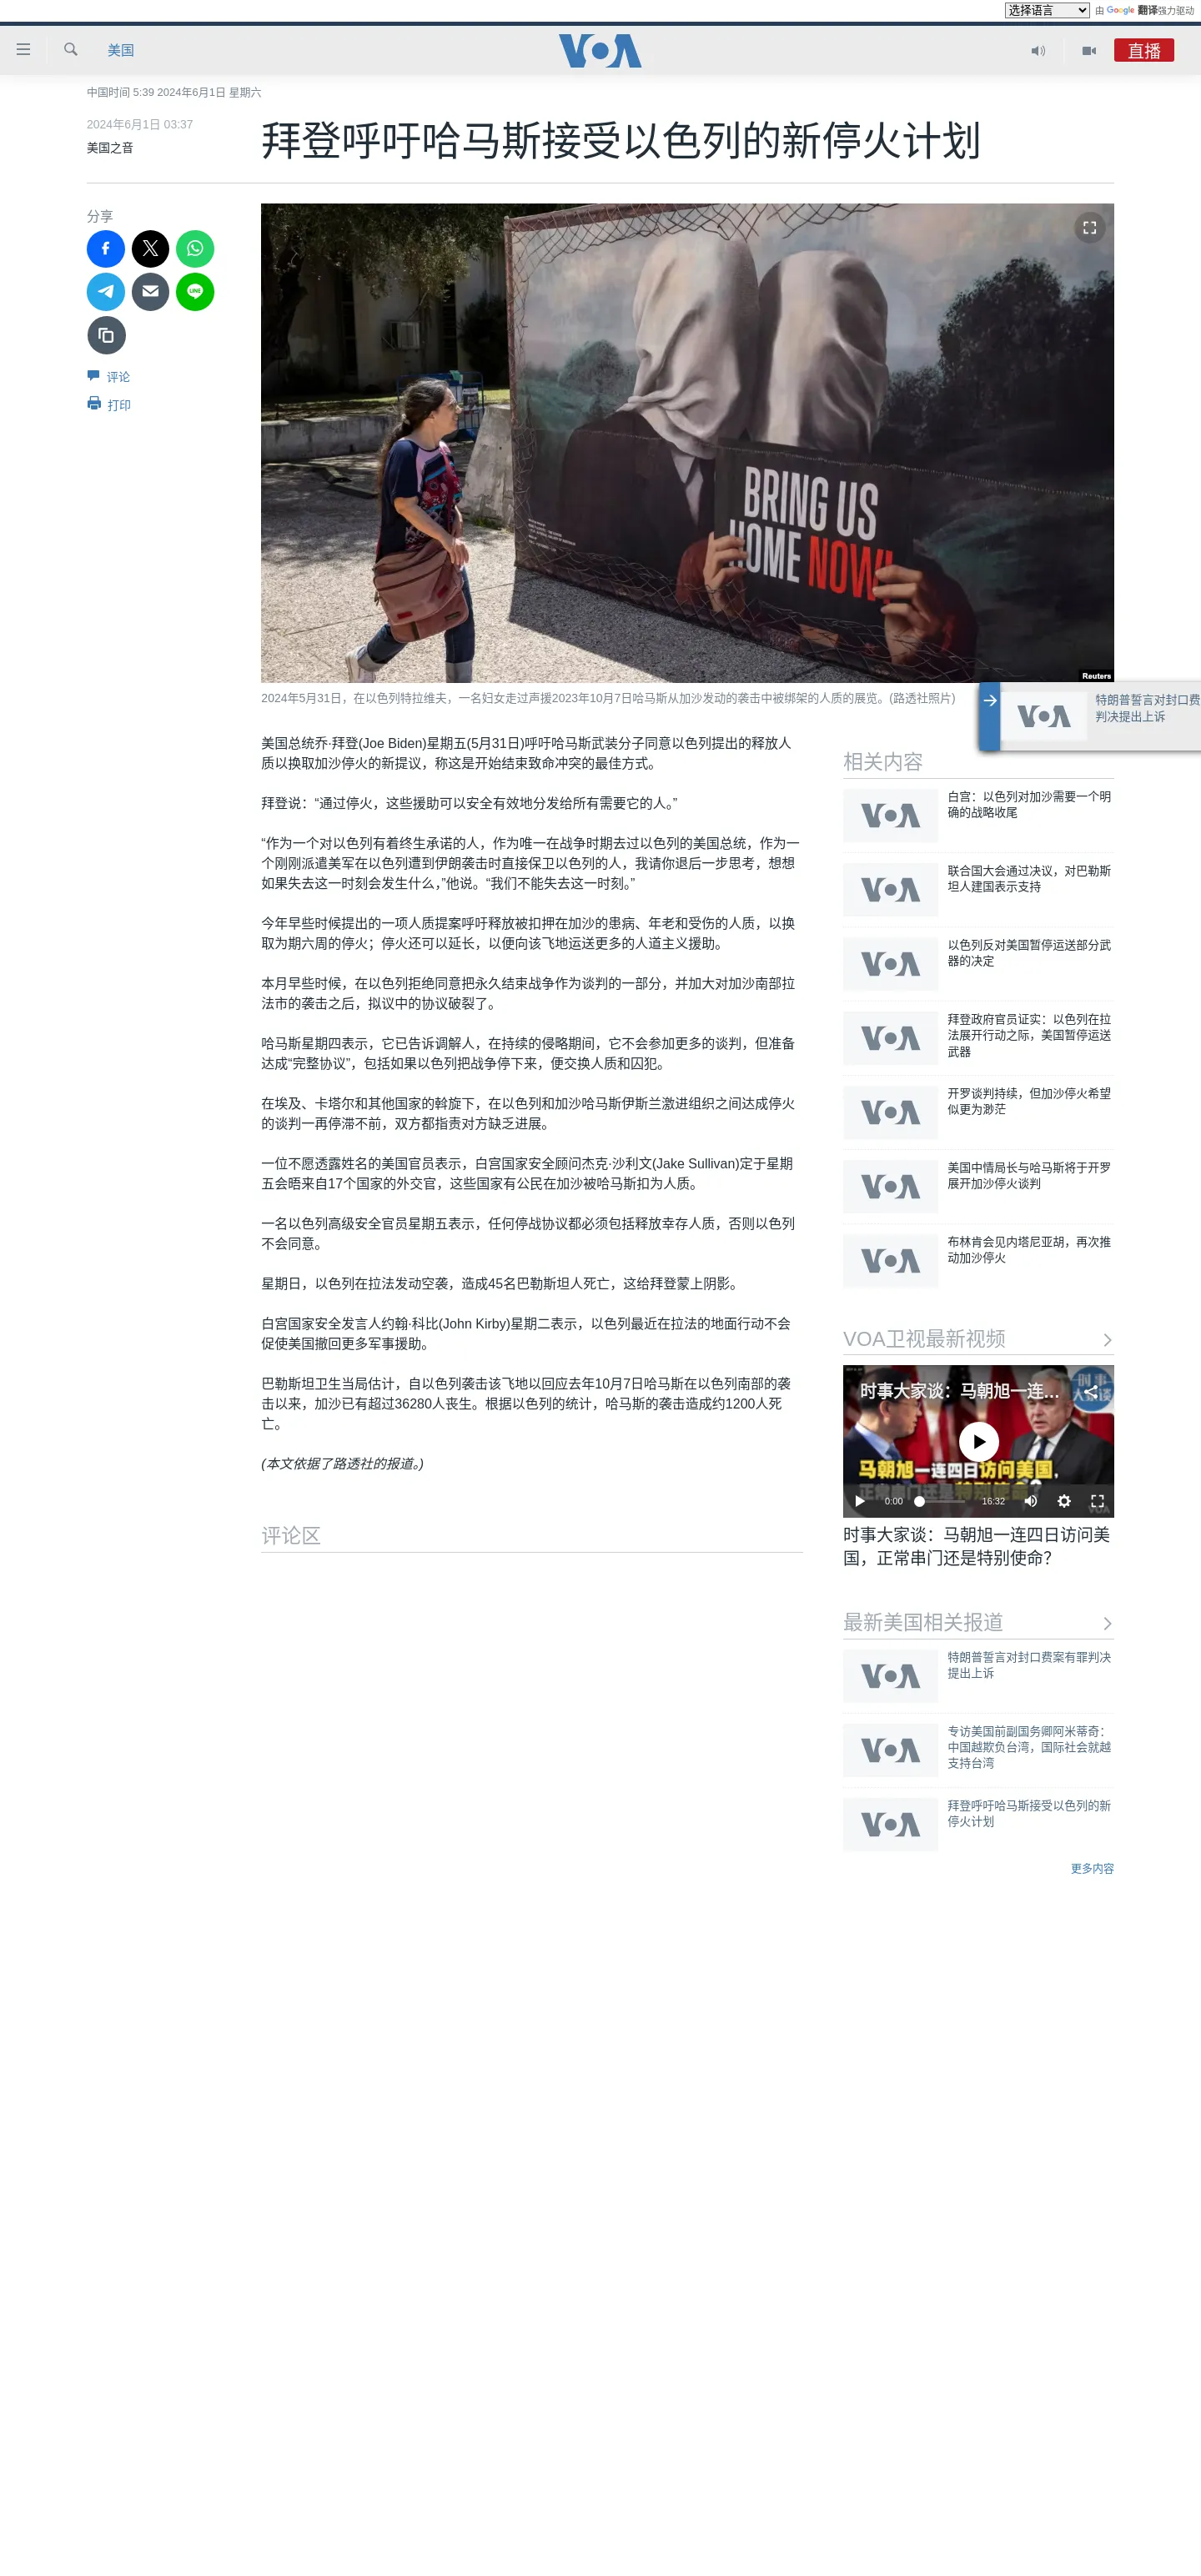 选择语言
由 Google 翻译强力驱动
美国
VOA
直播
中国时间 5:39 2024年6月1日 星期六
2024年6月1日 03:37
美国之音
拜登呼吁哈马斯接受以色列的新停火计划
分享
LINE
评论
打印
BRING US
HOME NOW!
Reuters
2024年5月31日，在以色列特拉维夫，一名妇女走过声援2023年10月7日哈马斯从加沙发动的袭击中被绑架的人质的展览。(路透社照片)
VOA
特朗普誓言对封口费
判决提出上诉
美国总统乔·拜登(Joe Biden)星期五(5月31日)呼吁哈马斯武装分子同意以色列提出的释放人
质以换取加沙停火的新提议，称这是开始结束致命冲突的最佳方式。
拜登说：“通过停火，这些援助可以安全有效地分发给所有需要它的人。”
“作为一个对以色列有着终生承诺的人，作为唯一在战争时期去过以色列的美国总统，作为一
个刚刚派遣美军在以色列遭到伊朗袭击时直接保卫以色列的人，我请你退后一步思考，想想
如果失去这一时刻会发生什么，”他说。“我们不能失去这一时刻。”
今年早些时候提出的一项人质提案呼吁释放被扣押在加沙的患病、年老和受伤的人质，以换
取为期六周的停火；停火还可以延长，以便向该飞地运送更多的人道主义援助。
本月早些时候，在以色列拒绝同意把永久结束战争作为谈判的一部分，并加大对加沙南部拉
法市的袭击之后，拟议中的协议破裂了。
哈马斯星期四表示，它已告诉调解人，在持续的侵略期间，它不会参加更多的谈判，但准备
达成“完整协议”，包括如果以色列把战争停下来，便交换人质和囚犯。
在埃及、卡塔尔和其他国家的斡旋下，在以色列和加沙哈马斯伊斯兰激进组织之间达成停火
的谈判一再停滞不前，双方都指责对方缺乏进展。
一位不愿透露姓名的美国官员表示，白宫国家安全顾问杰克·沙利文(Jake Sullivan)定于星期
五会晤来自17个国家的外交官，这些国家有公民在加沙被哈马斯扣为人质。
一名以色列高级安全官员星期五表示，任何停战协议都必须包括释放幸存人质，否则以色列
不会同意。
星期日，以色列在拉法发动空袭，造成45名巴勒斯坦人死亡，这给拜登蒙上阴影。
白宫国家安全发言人约翰·科比(John Kirby)星期二表示，以色列最近在拉法的地面行动不会
促使美国撤回更多军事援助。
巴勒斯坦卫生当局估计，自以色列袭击该飞地以回应去年10月7日哈马斯在以色列南部的袭
击以来，加沙已有超过36280人丧生。根据以色列的统计，哈马斯的袭击造成约1200人死
亡。
(本文依据了路透社的报道。)
评论区
相关内容
VOA
白宫：以色列对加沙需要一个明
确的战略收尾
VOA
联合国大会通过决议，对巴勒斯
坦人建国表示支持
VOA
以色列反对美国暂停运送部分武
器的决定
VOA
拜登政府官员证实：以色列在拉
法展开行动之际，美国暂停运送
武器
VOA
开罗谈判持续，但加沙停火希望
似更为渺茫
VOA
美国中情局长与哈马斯将于开罗
展开加沙停火谈判
VOA
布林肯会见内塔尼亚胡，再次推
动加沙停火
VOA卫视最新视频
时事大家谈：马朝旭一连...
时事
大家谈
马朝旭一连四日访问美国，
正常串门还是特别使命？
0:00
16:32
VOA
时事大家谈：马朝旭一连四日访问美
国，正常串门还是特别使命？
最新美国相关报道
VOA
特朗普誓言对封口费案有罪判决
提出上诉
VOA
专访美国前副国务卿阿米蒂奇：
中国越欺负台湾，国际社会就越
支持台湾
VOA
拜登呼吁哈马斯接受以色列的新
停火计划
更多内容